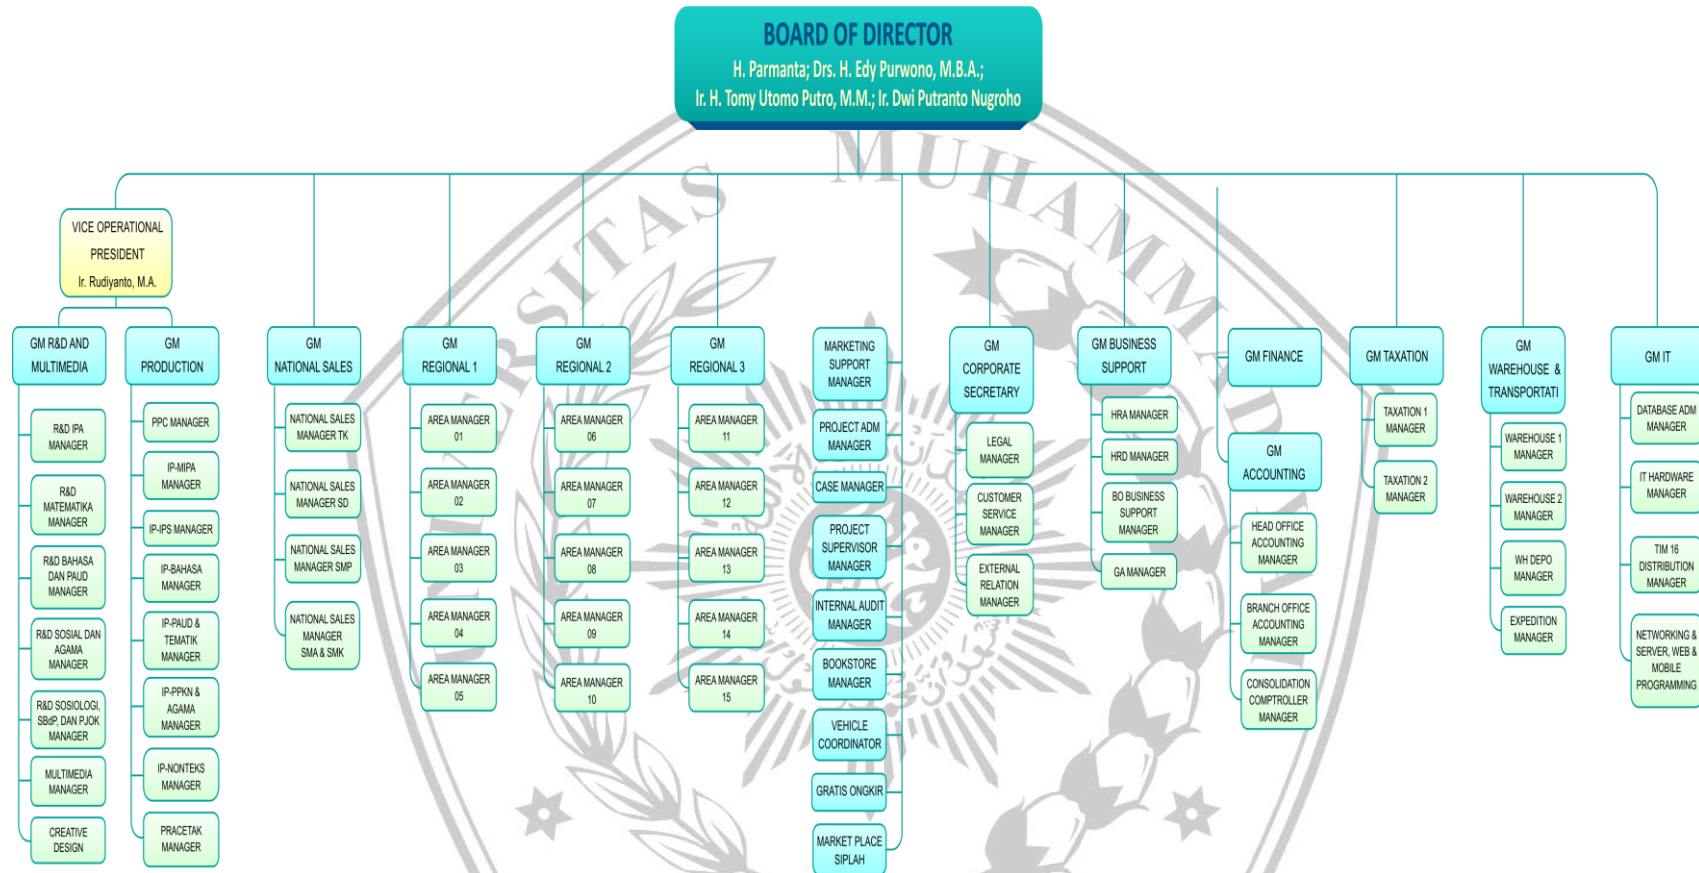 BOARD OF DIRECTOR
H. Parmanta; Drs. H. Edy Purwono, M.B.A.;
Ir. H. Tomy Utomo Putro, M.M.; Ir. Dwi Putranto Nugroho
UNIVERSITAS MUHAMMAD
VICE OPERATIONAL
PRESIDENT
Ir. Rudiyanto, M.A.
GM R&D AND
MULTIMEDIA
R&D IPA
MANAGER
R&D
MATEMATIKA
MANAGER
R&D BAHASA
DAN PAUD
MANAGER
R&D SOSIAL DAN
AGAMA
MANAGER
R&D SOSIOLOGI,
SBdP, DAN PJOK
MANAGER
MULTIMEDIA
MANAGER
CREATIVE
DESIGN
GM
PRODUCTION
PPC MANAGER
IP-MIPA
MANAGER
IP-IPS MANAGER
IP-BAHASA
MANAGER
IP-PAUD &
TEMATIK
MANAGER
IP-PPKN &
AGAMA
MANAGER
IP-NONTEKS
MANAGER
PRACETAK
MANAGER
GM
NATIONAL SALES
NATIONAL SALES
MANAGER TK
NATIONAL SALES
MANAGER SD
NATIONAL SALES
MANAGER SMP
NATIONAL SALES
MANAGER
SMA & SMK
GM
REGIONAL 1
AREA MANAGER
01
AREA MANAGER
02
AREA MANAGER
03
AREA MANAGER
04
AREA MANAGER
05
GM
REGIONAL 2
AREA MANAGER
06
AREA MANAGER
07
AREA MANAGER
08
AREA MANAGER
09
AREA MANAGER
10
GM
REGIONAL 3
AREA MANAGER
11
AREA MANAGER
12
AREA MANAGER
13
AREA MANAGER
14
AREA MANAGER
15
MARKETING
SUPPORT
MANAGER
PROJECT ADM
MANAGER
CASE MANAGER
PROJECT
SUPERVISOR
MANAGER
INTERNAL AUDIT
MANAGER
BOOKSTORE
MANAGER
VEHICLE
COORDINATOR
GRATIS ONGKIR
MARKET PLACE
SIPLAH
GM
CORPORATE
SECRETARY
LEGAL
MANAGER
CUSTOMER
SERVICE
MANAGER
EXTERNAL
RELATION
MANAGER
GM BUSINESS
SUPPORT
HRA MANAGER
HRD MANAGER
BO BUSINESS
SUPPORT
MANAGER
GA MANAGER
GM FINANCE
GM
ACCOUNTING
HEAD OFFICE
ACCOUNTING
MANAGER
BRANCH OFFICE
ACCOUNTING
MANAGER
CONSOLIDATION
COMPTROLLER
MANAGER
GM TAXATION
TAXATION 1
MANAGER
TAXATION 2
MANAGER
GM
WAREHOUSE &
TRANSPORTATI
WAREHOUSE 1
MANAGER
WAREHOUSE 2
MANAGER
WH DEPO
MANAGER
EXPEDITION
MANAGER
GM IT
DATABASE ADM
MANAGER
IT HARDWARE
MANAGER
TIM 16
DISTRIBUTION
MANAGER
NETWORKING &
SERVER, WEB &
MOBILE
PROGRAMMING